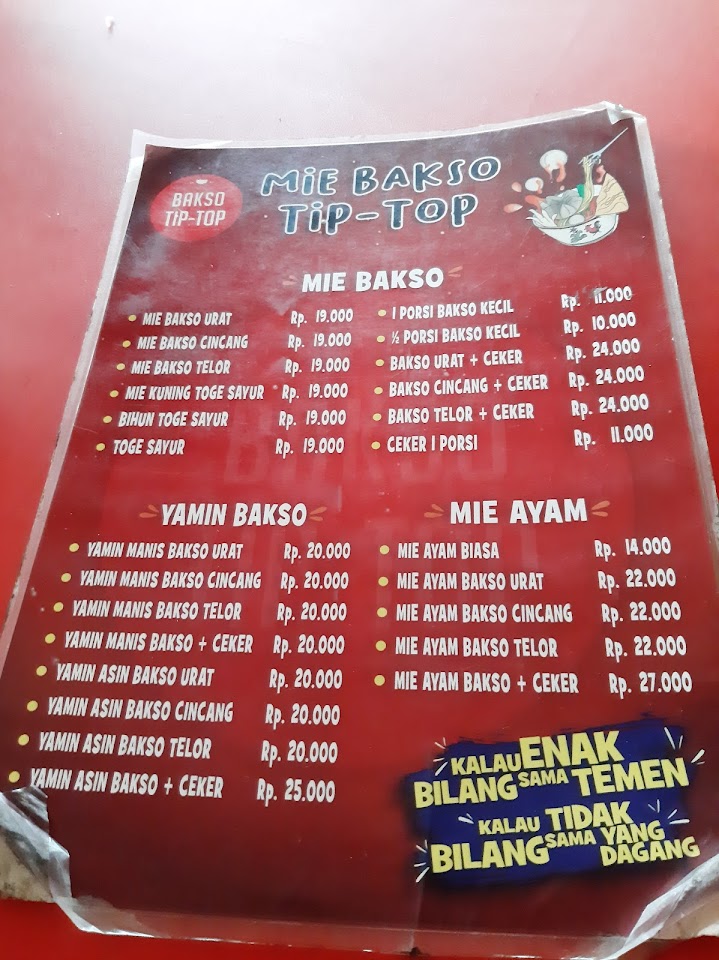 BAKSO
TIP-TOP
MIE BAKSO
TIP-TOP
MIE BAKSO
MIE BAKSO URAT Rp. 19.000
MIE BAKSO CINCANG Rp. 19.000
MIE BAKSO TELOR Rp. 19.000
MIE KUNING TOGE SAYUR Rp. 19.000
BIHUN TOGE SAYUR Rp. 19.000
TOGE SAYUR Rp. 19.000
1 PORSI BAKSO KECIL Rp. 11.000
½ PORSI BAKSO KECIL Rp. 10.000
BAKSO URAT + CEKER Rp. 24.000
BAKSO CINCANG + CEKER Rp. 24.000
BAKSO TELOR + CEKER Rp. 24.000
CEKER 1 PORSI Rp. 11.000
YAMIN BAKSO
YAMIN MANIS BAKSO URAT Rp. 20.000
YAMIN MANIS BAKSO CINCANG Rp. 20.000
YAMIN MANIS BAKSO TELOR Rp. 20.000
YAMIN MANIS BAKSO + CEKER Rp. 20.000
YAMIN ASIN BAKSO URAT Rp. 20.000
YAMIN ASIN BAKSO CINCANG Rp. 20.000
YAMIN ASIN BAKSO TELOR Rp. 20.000
YAMIN ASIN BAKSO + CEKER Rp. 25.000
MIE AYAM
MIE AYAM BIASA Rp. 14.000
MIE AYAM BAKSO URAT Rp. 22.000
MIE AYAM BAKSO CINCANG Rp. 22.000
MIE AYAM BAKSO TELOR Rp. 22.000
MIE AYAM BAKSO + CEKER Rp. 27.000
KALAU ENAK
BILANG SAMA TEMEN
KALAU TIDAK
BILANG SAMA YANG
DAGANG